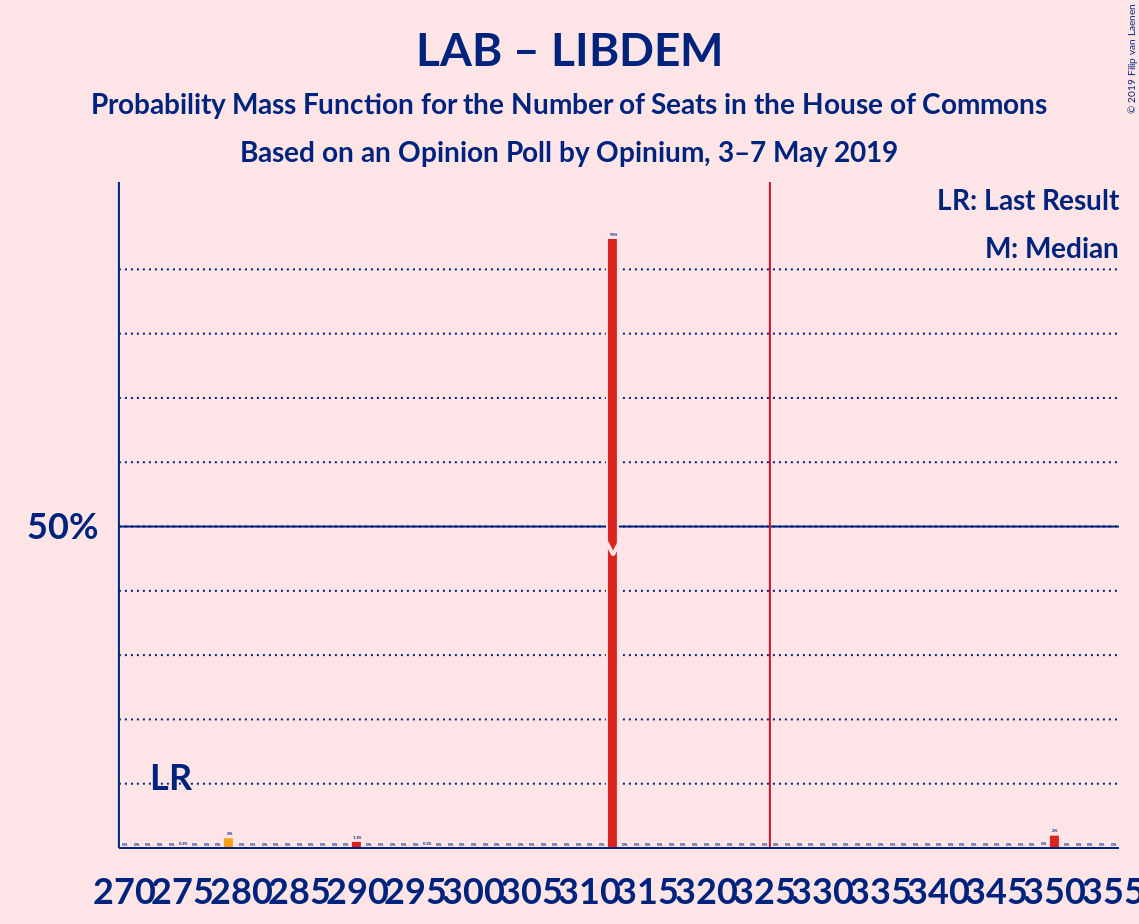 LAB – LIBDEM
Probability Mass Function for the Number of Seats in the House of Commons
Based on an Opinion Poll by Opinium, 3–7 May 2019
© 2019 Filip van Laenen
LR: Last Result
M: Median
50%
M
LR
270 275 280 285 290 295 300 305 310 315 320 325 330 335 340 345 350 355